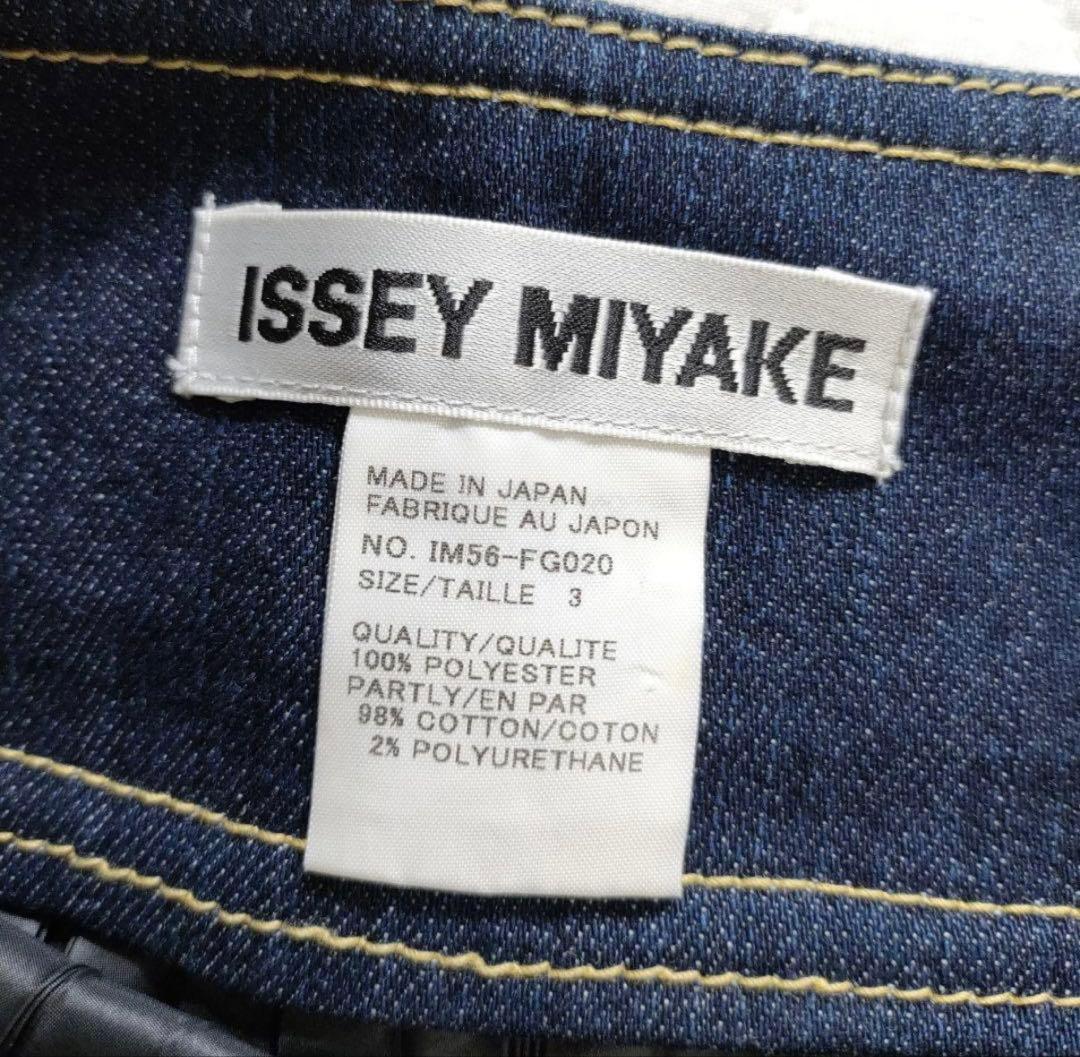 ISSEY MIYAKE
MADE IN JAPAN
FABRIQUE AU JAPON
NO. IM56-FG020
SIZE/TAILLE 3
QUALITY/QUALITE
100% POLYESTER
PARTLY/EN PAR
98% COTTON/COTON
2% POLYURETHANE